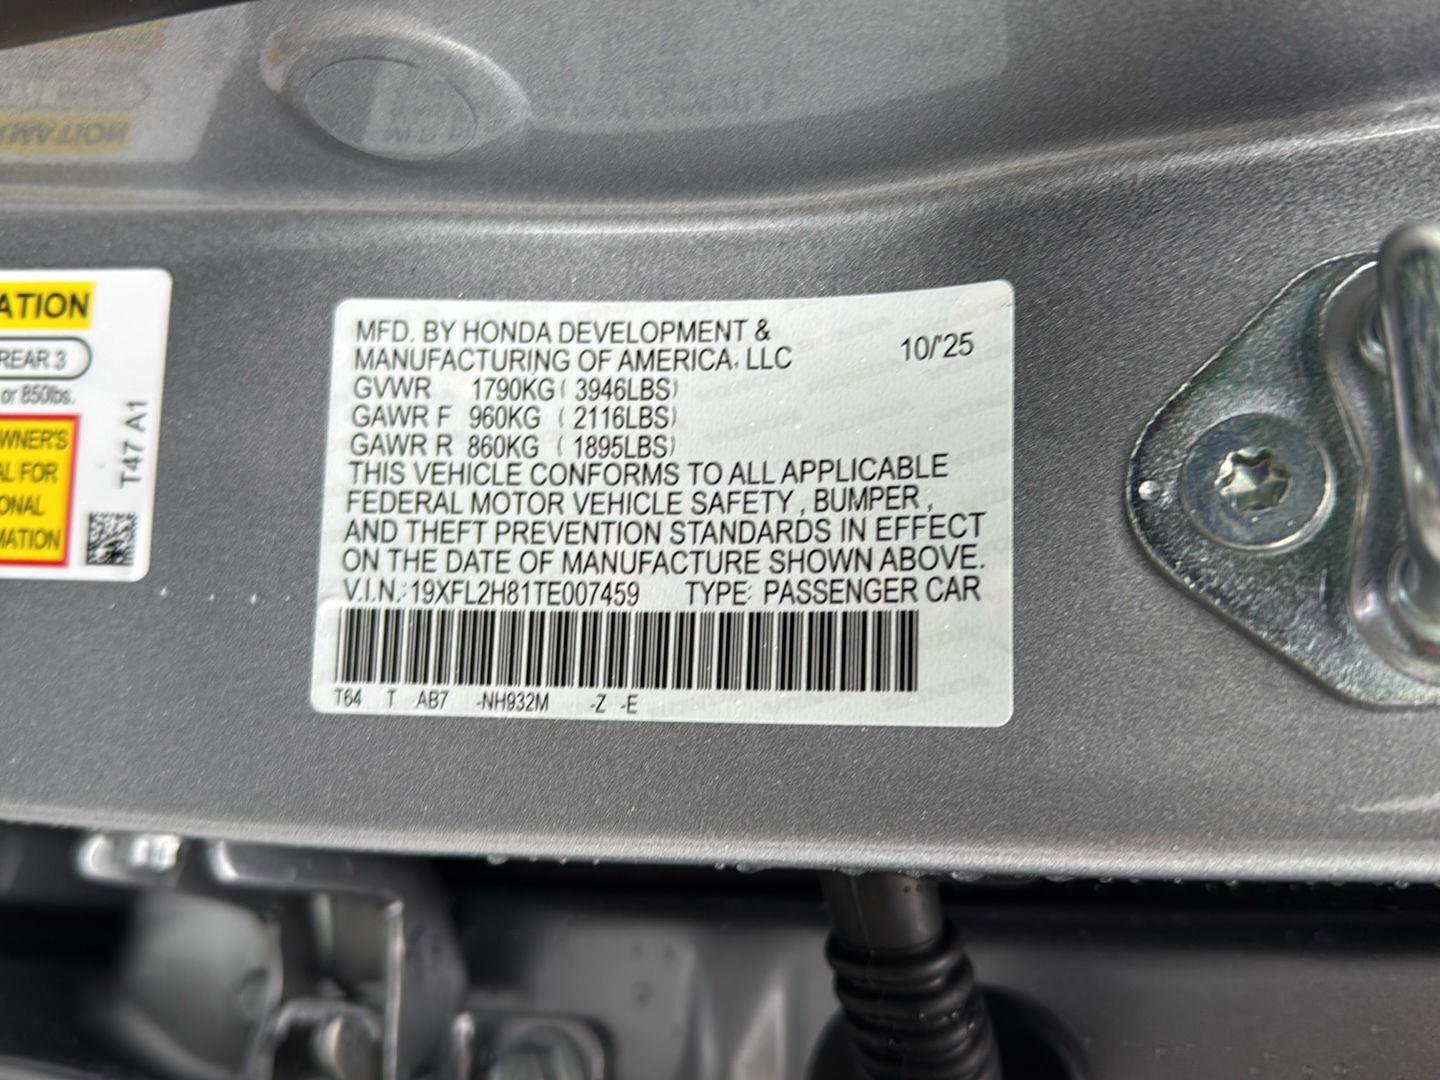 ATION
REAR 3
or 850lbs.
WNER'S
AL FOR
ONAL
MATION
T47 A1
MFD. BY HONDA DEVELOPMENT &
MANUFACTURING OF AMERICA, LLC 10/'25
GVWR 1790KG ( 3946LBS)
GAWR F 960KG ( 2116LBS)
GAWR R 860KG ( 1895LBS)
THIS VEHICLE CONFORMS TO ALL APPLICABLE
FEDERAL MOTOR VEHICLE SAFETY , BUMPER ,
AND THEFT PREVENTION STANDARDS IN EFFECT
ON THE DATE OF MANUFACTURE SHOWN ABOVE.
V.I.N.: 19XFL2H81TE007459 TYPE: PASSENGER CAR
T64 T AB7 -NH932M -Z -E